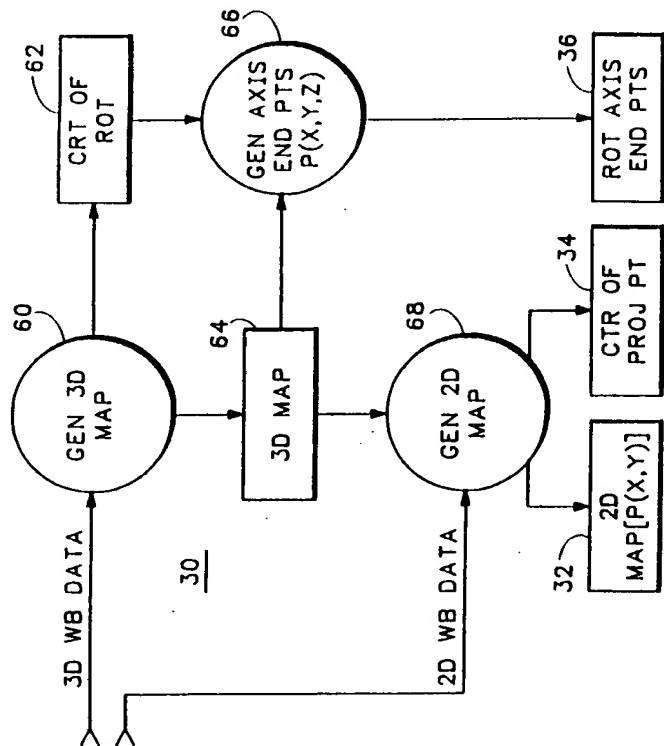 3D WB DATA
60
GEN 3D
MAP
62
CRT OF
ROT
30
64
3D MAP
66
GEN AXIS
END PTS
P(X,Y,Z)
2D WB DATA
68
GEN 2D
MAP
32
2D
MAP[P(X,Y)]
34
CTR OF
PROJ PT
36
ROT AXIS
END PTS